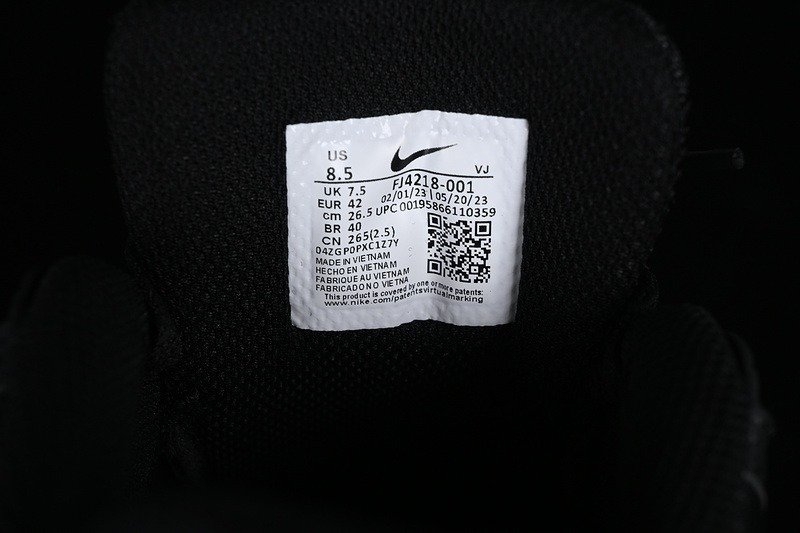 US
8.5
VJ
UK 7.5
FJ4218-001
EUR 42
02/01/23 | 05/20/23
cm 26.5
UPC 00195866110359
BR 40
CN 265(2.5)
04ZGP0PXC1Z7Y
MADE IN VIETNAM
HECHO EN VIETNAM
FABRIQUE AU VIETNAM
FABRICADO NO VIETNA
This product is covered by one or more patents:
www.nike.com/patentsvirtualmarking